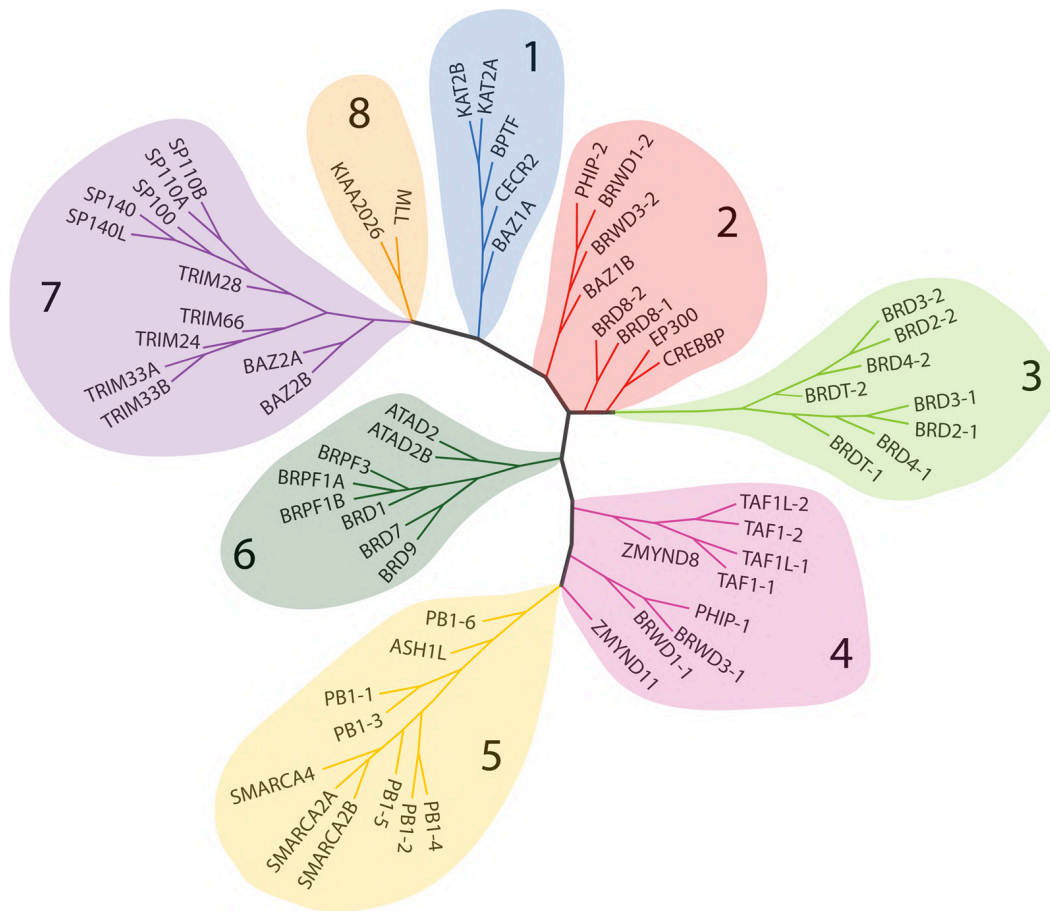 1
KAT2B
KAT2A
BPTF
CECR2
BAZ1A
8
KIAA2026
MLL
2
PHIP-2
BRWD1-2
BRWD3-2
BAZ1B
BRD8-2
BRD8-1
EP300
CREBBP
3
BRD3-2
BRD2-2
BRD4-2
BRDT-2
BRD3-1
BRD2-1
BRD4-1
BRDT-1
7
SP110B
SP110A
SP100
SP140
SP140L
TRIM28
TRIM66
TRIM24
TRIM33A
TRIM33B
BAZ2A
BAZ2B
6
ATAD2
ATAD2B
BRPF3
BRPF1A
BRPF1B
BRD1
BRD7
BRD9
4
TAF1L-2
TAF1-2
ZMYND8
TAF1L-1
TAF1-1
PHIP-1
BRWD3-1
BRWD1-1
ZMYND11
5
PB1-6
ASH1L
PB1-1
PB1-3
SMARCA4
SMARCA2A
SMARCA2B
PB1-5
PB1-2
PB1-4